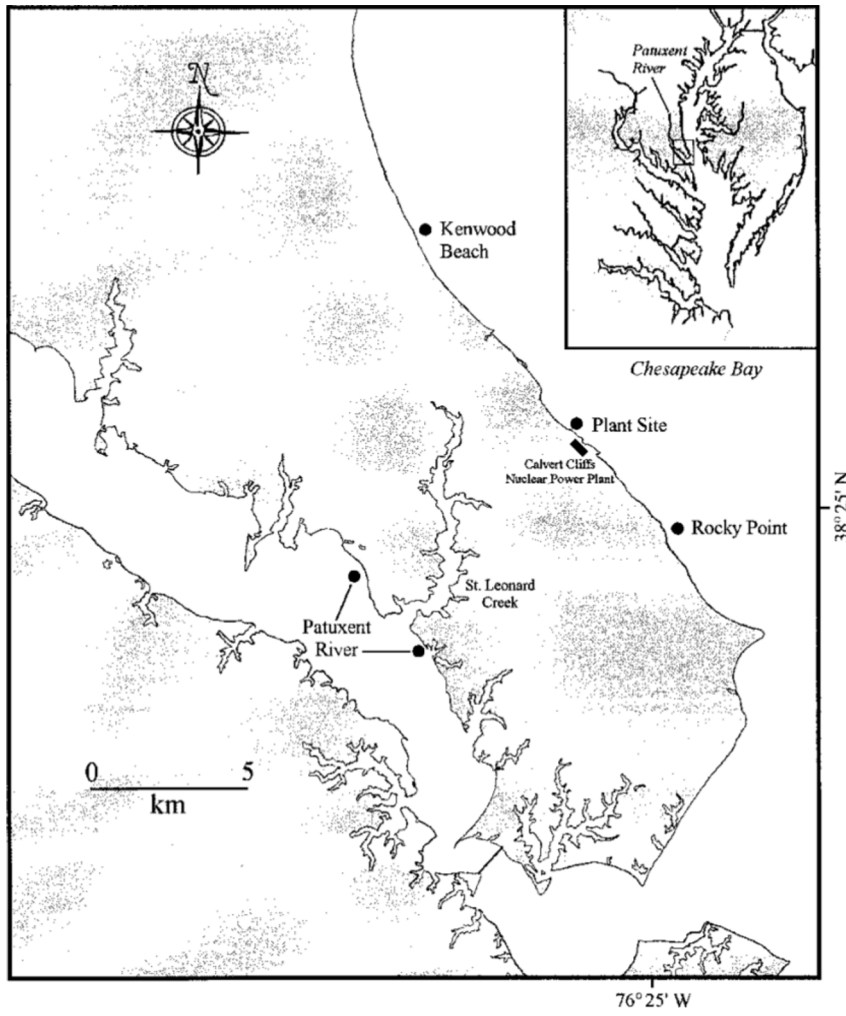 N
Patuxent
River
Kenwood
Beach
Chesapeake Bay
Plant Site
Calvert Cliffs
Nuclear Power Plant
38°25' N
Rocky Point
St. Leonard
Creek
Patuxent
River
0 5
km
76°25' W